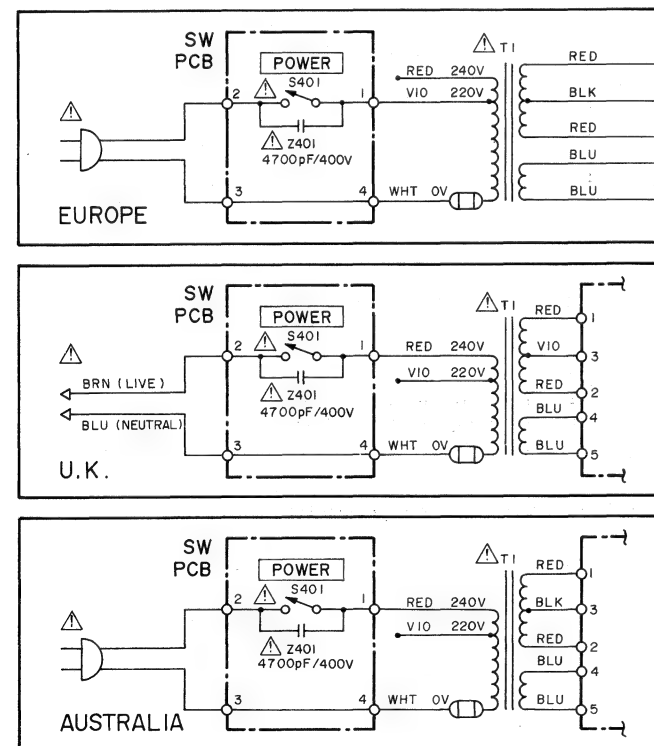 SW
PCB
POWER
S401
2
1
Z401
4700pF/400V
3
4
EUROPE
RED 240V
VIO 220V
WHT 0V
T1
RED
BLK
RED
BLU
BLU
SW
PCB
POWER
S401
2
1
BRN (LIVE)
BLU (NEUTRAL)
Z401
4700pF/400V
3
4
U.K.
RED 240V
VIO 220V
WHT 0V
T1
RED
1
VIO
3
RED
2
BLU
4
BLU
5
SW
PCB
POWER
S401
2
1
Z401
4700pF/400V
3
4
AUSTRALIA
RED 240V
VIO 220V
WHT 0V
T1
RED
1
BLK
3
RED
2
BLU
4
BLU
5